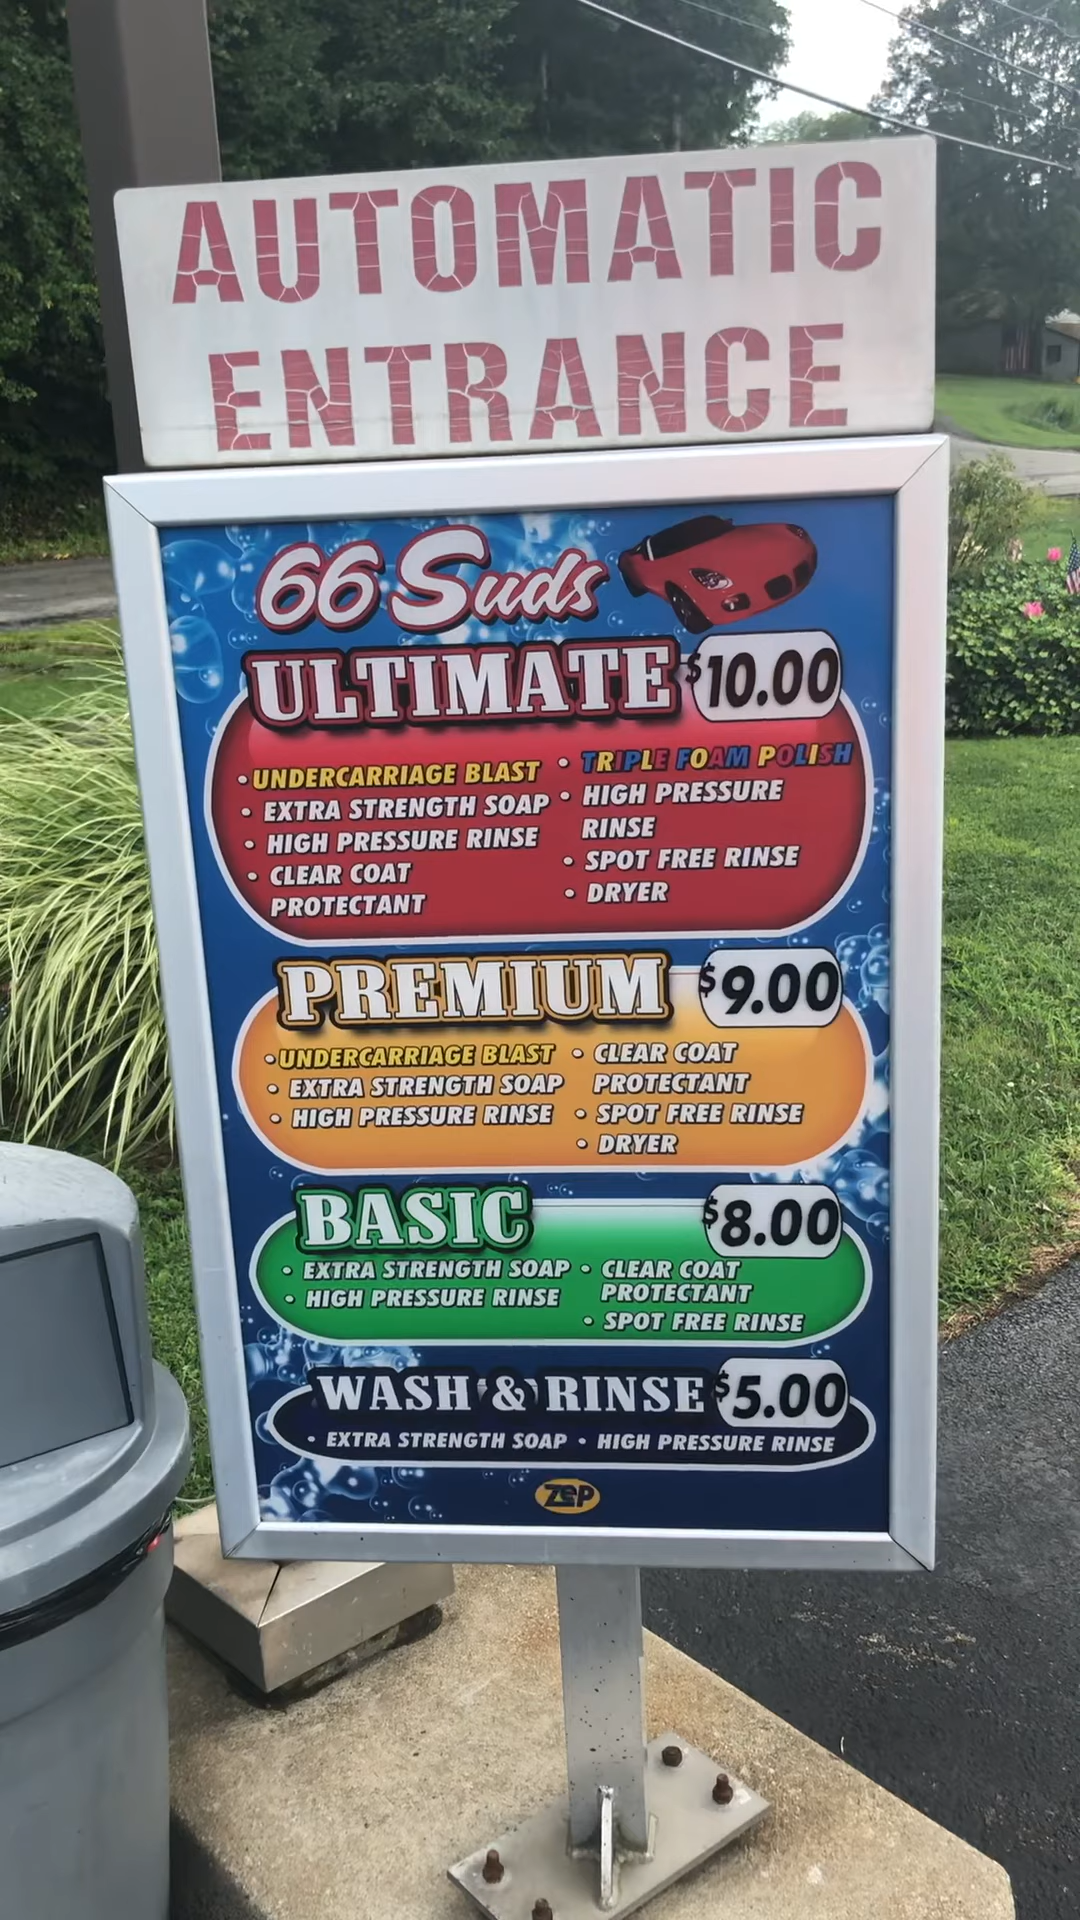 AUTOMATIC
ENTRANCE
66 Suds
ULTIMATE $10.00
• UNDERCARRIAGE BLAST
• EXTRA STRENGTH SOAP
• HIGH PRESSURE RINSE
• CLEAR COAT
PROTECTANT
• TRIPLE FOAM POLISH
• HIGH PRESSURE
RINSE
• SPOT FREE RINSE
• DRYER
PREMIUM $9.00
• UNDERCARRIAGE BLAST
• EXTRA STRENGTH SOAP
• HIGH PRESSURE RINSE
• CLEAR COAT
PROTECTANT
• SPOT FREE RINSE
• DRYER
BASIC $8.00
• EXTRA STRENGTH SOAP
• HIGH PRESSURE RINSE
• CLEAR COAT
PROTECTANT
• SPOT FREE RINSE
WASH & RINSE $5.00
• EXTRA STRENGTH SOAP • HIGH PRESSURE RINSE
ZEP